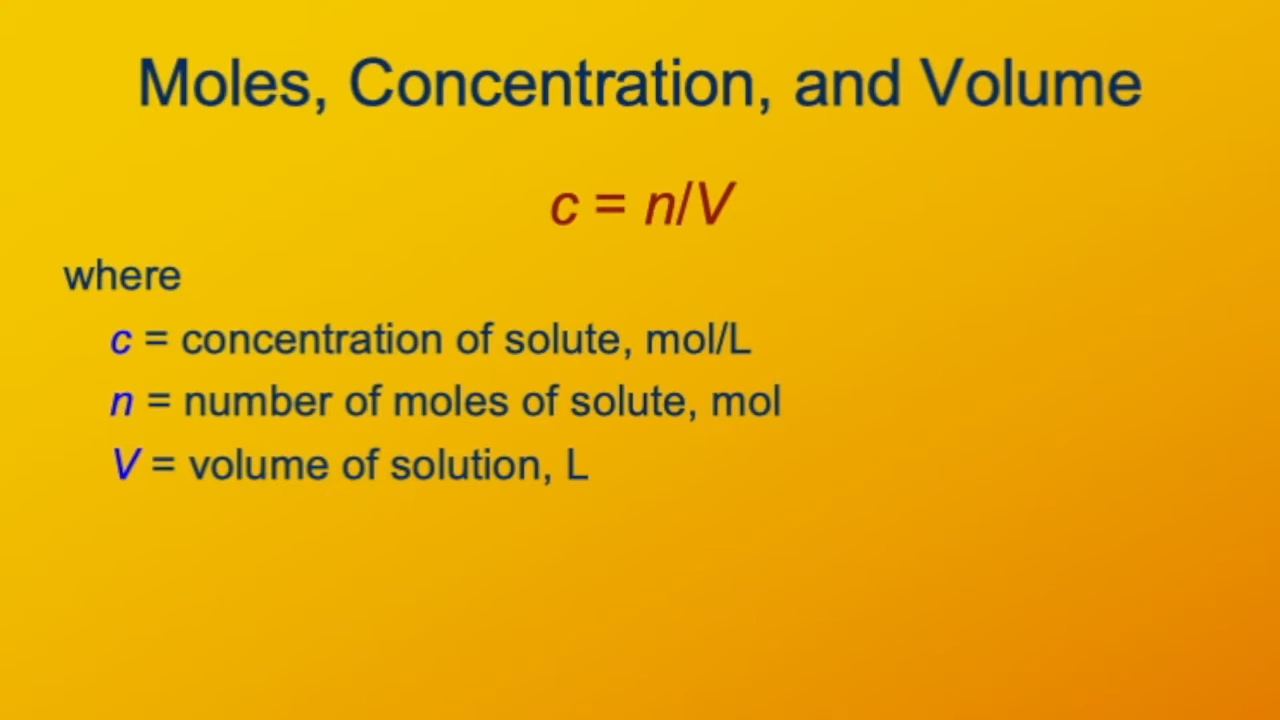 Moles, Concentration, and Volume
c = n/V
where
c = concentration of solute, mol/L
n = number of moles of solute, mol
V = volume of solution, L